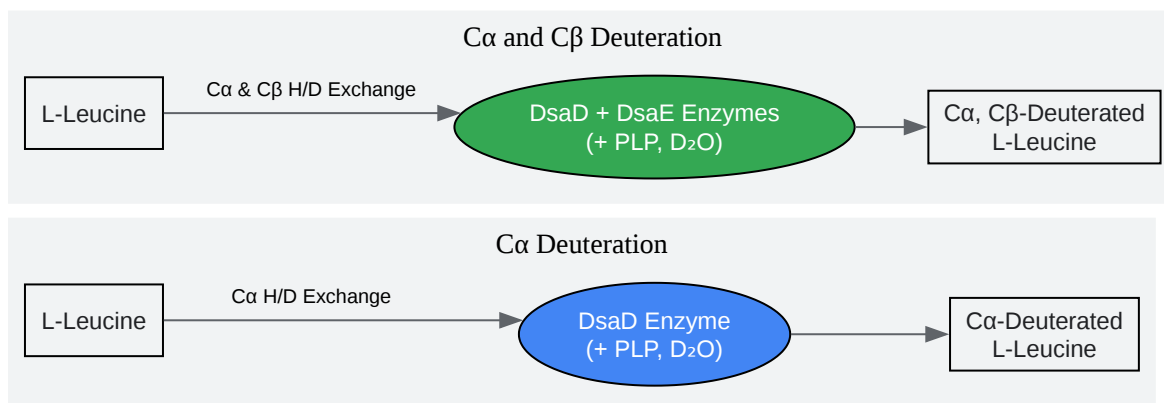 Cα and Cβ Deuteration
L-Leucine
Cα & Cβ H/D Exchange
DsaD + DsaE Enzymes
(+ PLP, D₂O)
Cα, Cβ-Deuterated
L-Leucine
Cα Deuteration
L-Leucine
Cα H/D Exchange
DsaD Enzyme
(+ PLP, D₂O)
Cα-Deuterated
L-Leucine